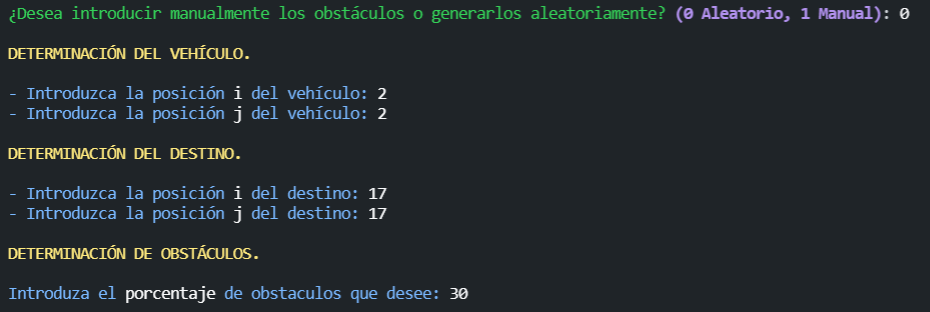 ¿Desea introducir manualmente los obstáculos o generarlos aleatoriamente? (0 Aleatorio, 1 Manual): 0
DETERMINACIÓN DEL VEHÍCULO.
- Introduzca la posición i del vehículo: 2
- Introduzca la posición j del vehículo: 2
DETERMINACIÓN DEL DESTINO.
- Introduzca la posición i del destino: 17
- Introduzca la posición j del destino: 17
DETERMINACIÓN DE OBSTÁCULOS.
Introduza el porcentaje de obstaculos que desee: 30